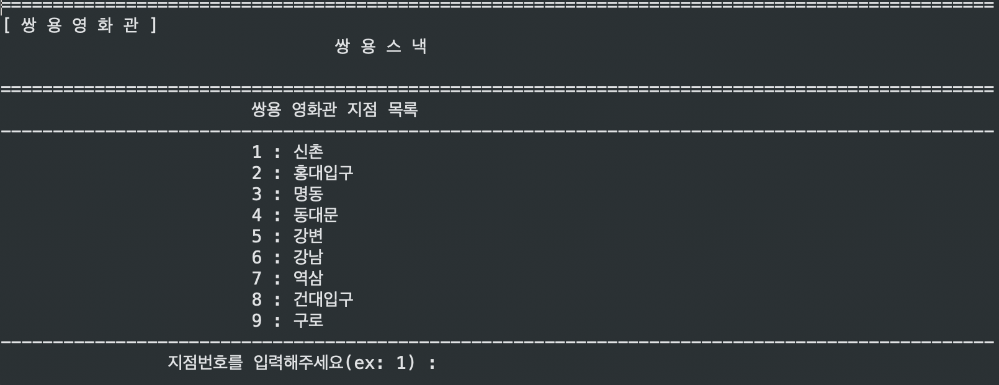 ===============================================================================================
[ 쌍 용 영 화 관 ]
쌍 용 스 낵
===============================================================================================
쌍용 영화관 지점 목록
-----------------------------------------------------------------------------------------------
1 : 신촌
2 : 홍대입구
3 : 명동
4 : 동대문
5 : 강변
6 : 강남
7 : 역삼
8 : 건대입구
9 : 구로
-----------------------------------------------------------------------------------------------
지점번호를 입력해주세요(ex: 1) :